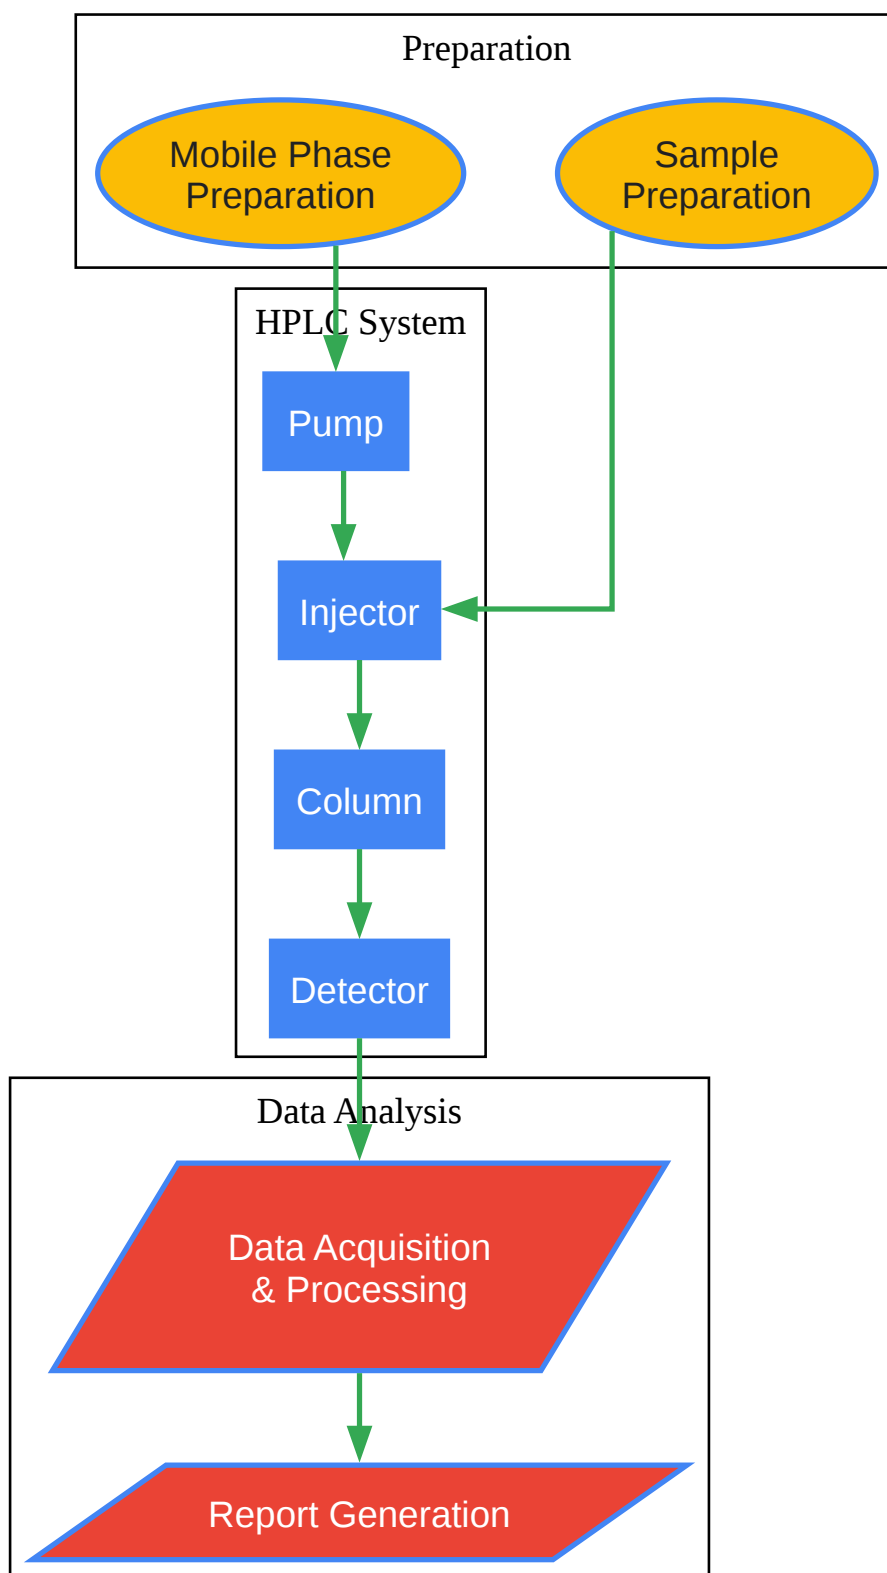 Preparation
Mobile Phase
Preparation
Sample
Preparation
HPLC System
Pump
Injector
Column
Detector
Data Analysis
Data Acquisition
& Processing
Report Generation